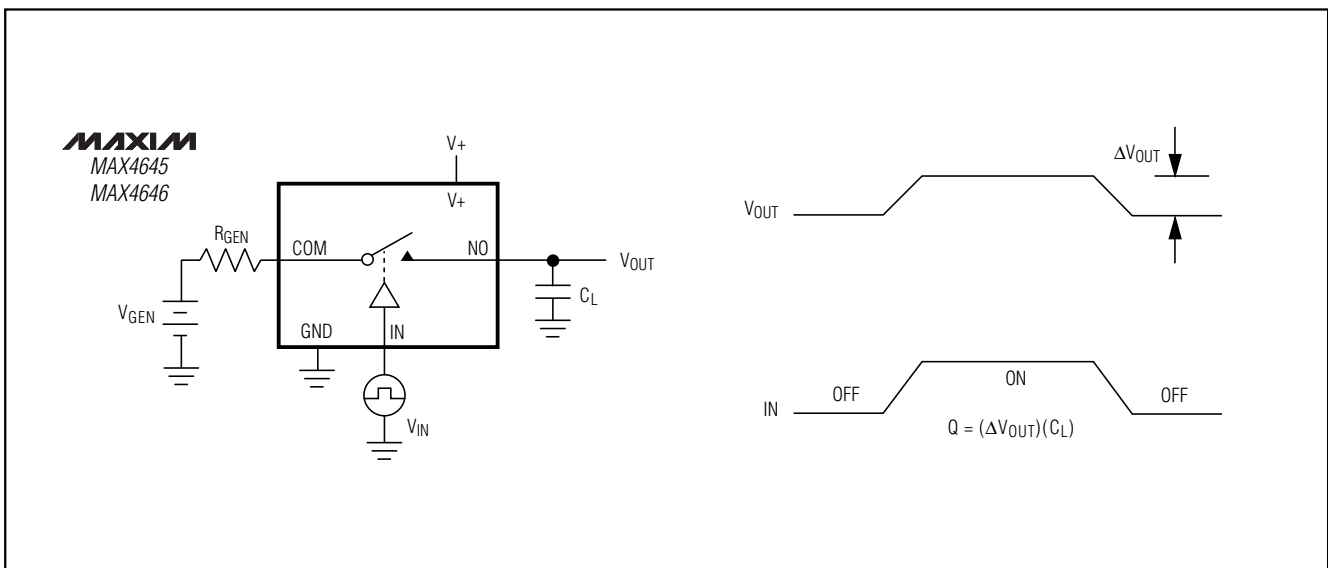 MAXIM
MAX4645
MAX4646
V+
V+
RGEN
COM
NO
VOUT
CL
VGEN
GND
IN
VIN
ΔVOUT
VOUT
OFF
ON
OFF
IN
Q = (ΔVOUT)(CL)